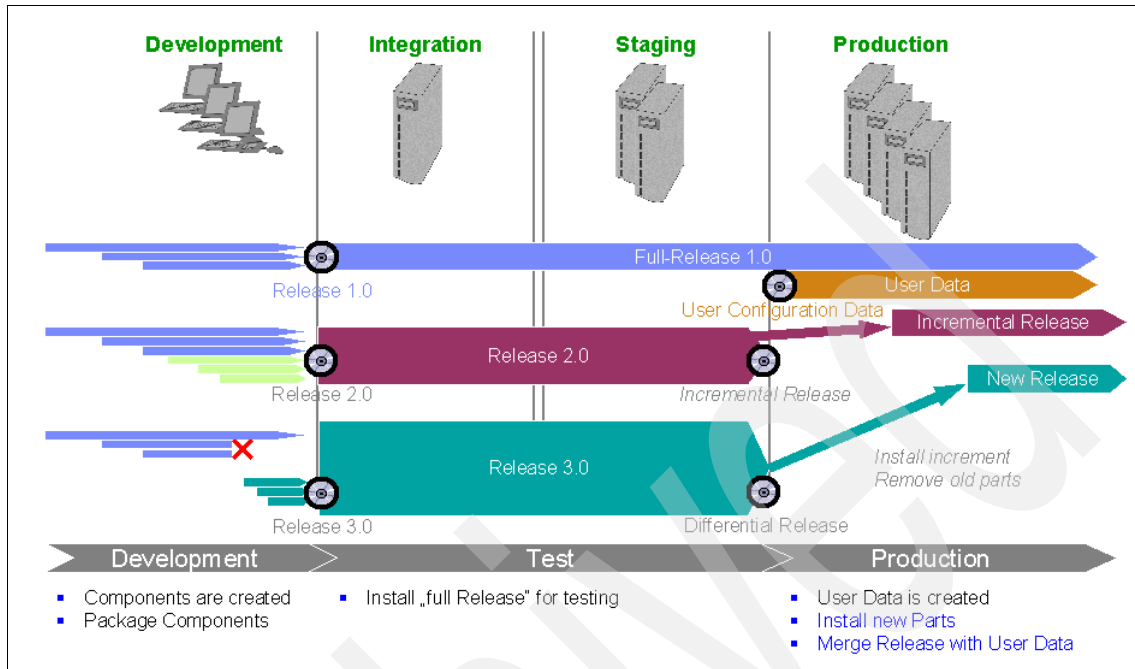 Development
Integration
Staging
Production
Full-Release 1.0
Release 1.0
User Data
User Configuration Data
Incremental Release
Release 2.0
Release 2.0
Incremental Release
New Release
Release 3.0
Install increment
Remove old parts
Release 3.0
Differential Release
Development
Test
Production
Components are created
Package Components
Install „full Release" for testing
User Data is created
Install new Parts
Merge Release with User Data